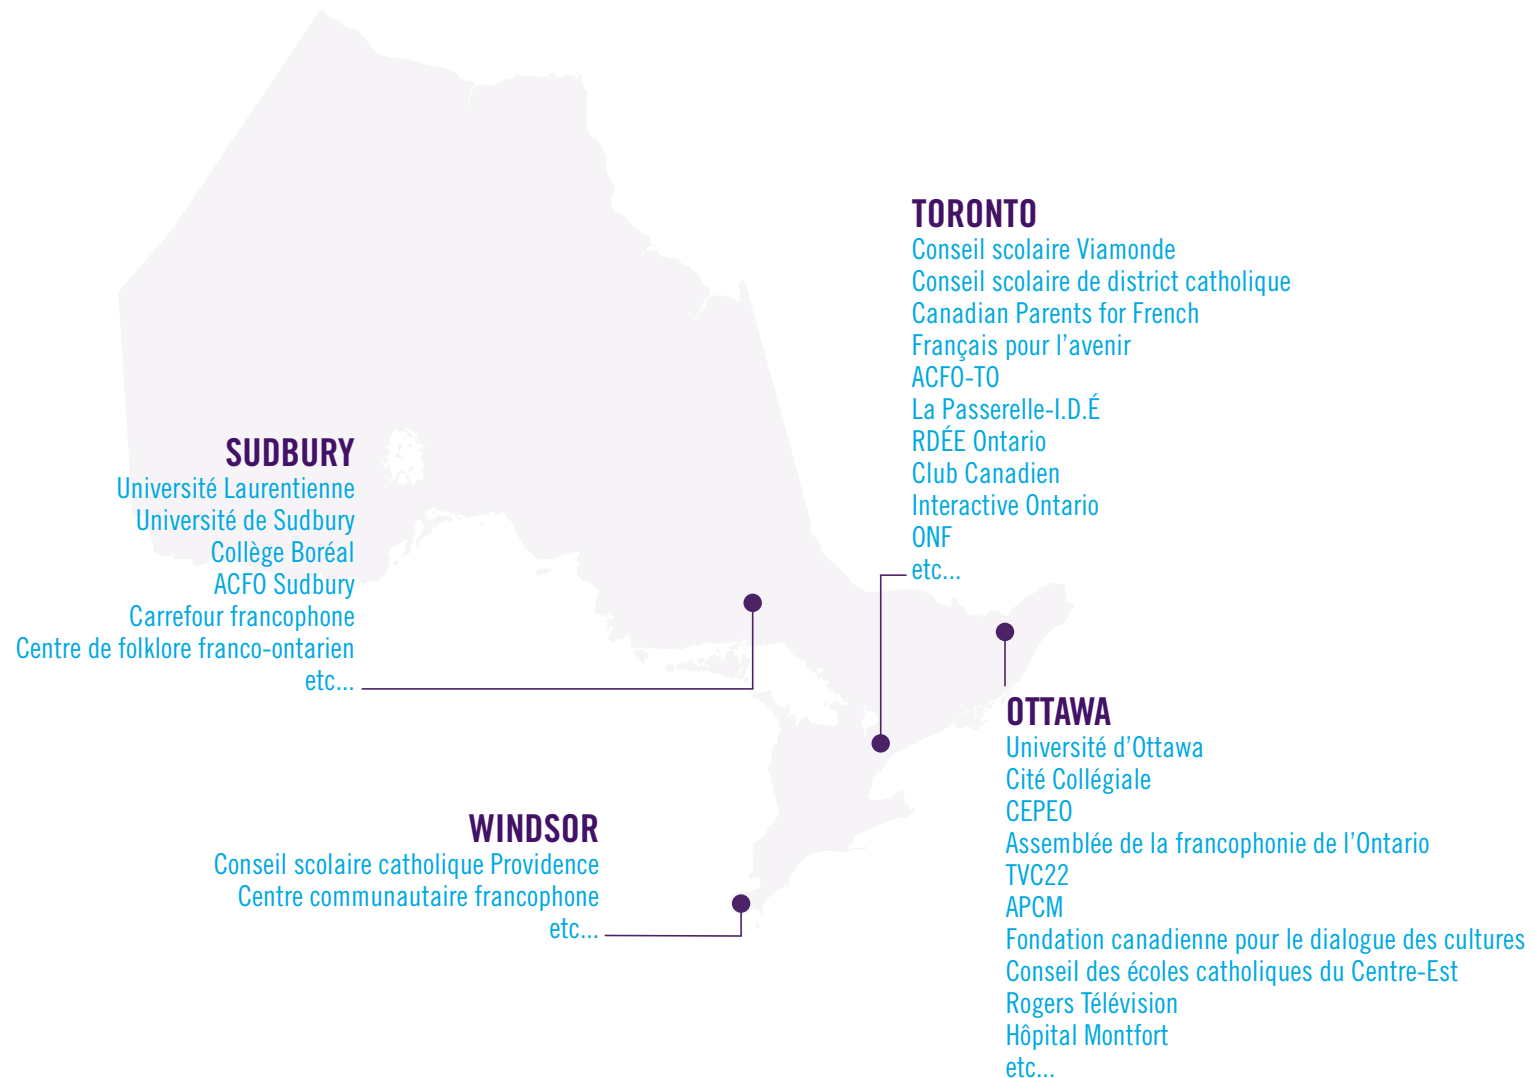 TORONTO
Conseil scolaire Viamonde
Conseil scolaire de district catholique
Canadian Parents for French
Français pour l’avenir
ACFO-TO
La Passerelle-I.D.É
RDÉE Ontario
Club Canadien
Interactive Ontario
ONF
etc...
SUDBURY
Université Laurentienne
Université de Sudbury
Collège Boréal
ACFO Sudbury
Carrefour francophone
Centre de folklore franco-ontarien
etc...
OTTAWA
Université d’Ottawa
Cité Collégiale
CEPEO
Assemblée de la francophonie de l’Ontario
TVC22
APCM
Fondation canadienne pour le dialogue des cultures
Conseil des écoles catholiques du Centre-Est
Rogers Télévision
Hôpital Montfort
etc...
WINDSOR
Conseil scolaire catholique Providence
Centre communautaire francophone
etc...